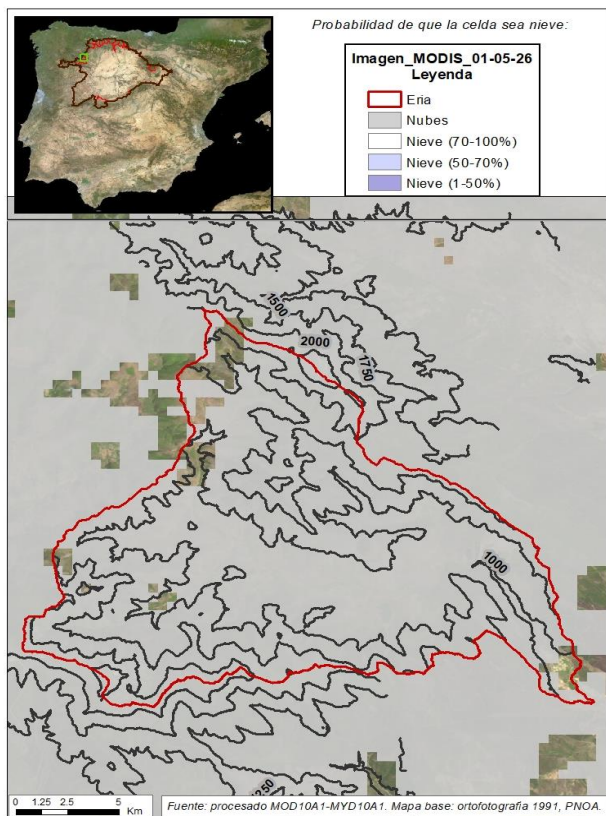 Probabilidad de que la celda sea nieve:
Imagen_MODIS_01-05-26
Leyenda
Eria
Nubes
Nieve (70-100%)
Nieve (50-70%)
Nieve (1-50%)
1500
2000
1750
1000
1250
0 1.25 2.5 5
Km
Fuente: procesado MOD10A1-MYD10A1. Mapa base: ortofotografia 1991, PNOA.